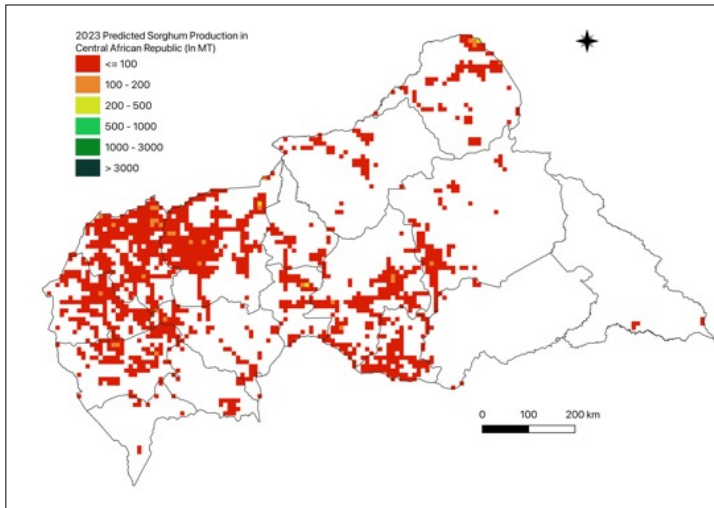 2023 Predicted Sorghum Production in
Central African Republic (In MT)
<= 100
100 - 200
200 - 500
500 - 1000
1000 - 3000
> 3000
0 100 200 km